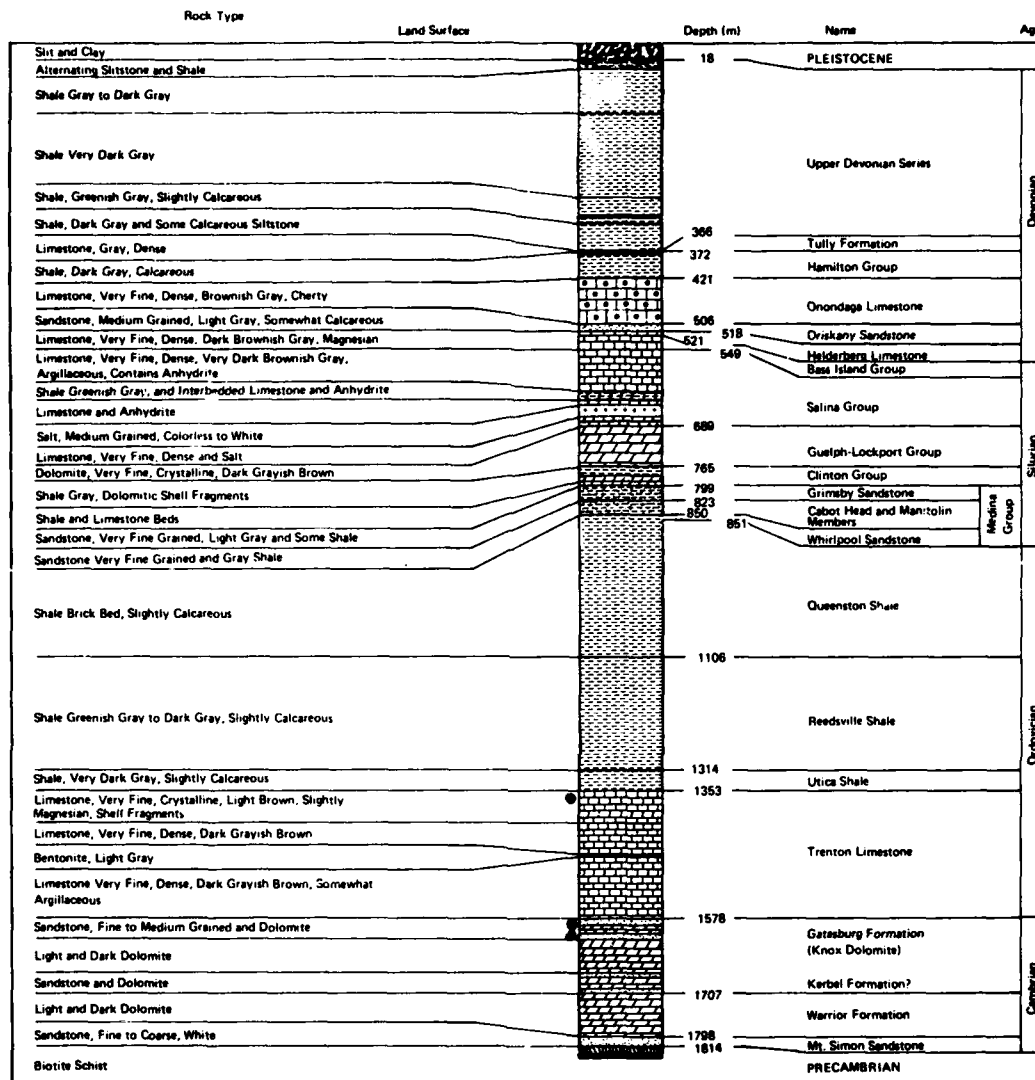 Rock Type
Land Surface
Depth (m)
Name
Ag
Silt and Clay
18
PLEISTOCENE
Alternating Siltstone and Shale
Shale Gray to Dark Gray
Shale Very Dark Gray
Upper Devonian Series
Devonian
Shale, Greenish Gray, Slightly Calcareous
Shale, Dark Gray and Some Calcareous Siltstone
366
Limestone, Gray, Dense
Tully Formation
372
Shale, Dark Gray, Calcareous
Hamilton Group
421
Limestone, Very Fine, Dense, Brownish Gray, Cherty
Onondaga Limestone
Sandstone, Medium Grained, Light Gray, Somewhat Calcareous
506
518
Oriskany Sandstone
Limestone, Very Fine, Dense, Dark Brownish Gray, Magnesian
521
549
Helderberg Limestone
Limestone, Very Fine, Dense, Very Dark Brownish Gray,
Argillaceous, Contains Anhydrite
Bass Island Group
Shale Greenish Gray, and Interbedded Limestone and Anhydrite
Salina Group
Limestone and Anhydrite
689
Salt, Medium Grained, Colorless to White
Guelph-Lockport Group
Silurian
Limestone, Very Fine, Dense and Salt
765
Dolomite, Very Fine, Crystalline, Dark Grayish Brown
Clinton Group
799
Shale Gray, Dolomitic Shell Fragments
Grimsby Sandstone
823
Medina
Group
Shale and Limestone Beds
850
Cabot Head and Manitolin
Members
851
Sandstone, Very Fine Grained, Light Gray and Some Shale
Whirlpool Sandstone
Sandstone Very Fine Grained and Gray Shale
Shale Brick Bed, Slightly Calcareous
Queenston Shale
1106
Shale Greenish Gray to Dark Gray, Slightly Calcareous
Reedsville Shale
Ordovician
1314
Shale, Very Dark Gray, Slightly Calcareous
Utica Shale
1353
Limestone, Very Fine, Crystalline, Light Brown, Slightly
Magnesian, Shell Fragments
Limestone, Very Fine, Dense, Dark Grayish Brown
Trenton Limestone
Bentonite, Light Gray
Limestone Very Fine, Dense, Dark Grayish Brown, Somewhat
Argillaceous
1578
Sandstone, Fine to Medium Grained and Dolomite
Gatesburg Formation
(Knox Dolomite)
Light and Dark Dolomite
Cambrian
Sandstone and Dolomite
Kerbel Formation?
1707
Light and Dark Dolomite
Warrior Formation
Sandstone, Fine to Coarse, White
1798
1814
Mt. Simon Sandstone
Biotite Schist
PRECAMBRIAN